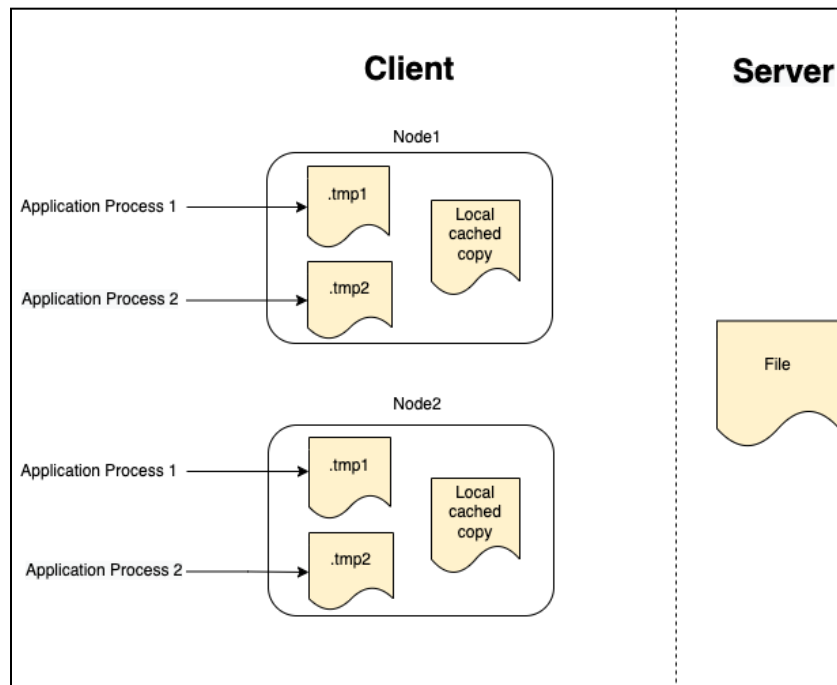 Client
Server
Node1
Application Process 1
.tmp1
Local
cached
copy
Application Process 2
.tmp2
File
Node2
Application Process 1
.tmp1
Local
cached
copy
Application Process 2
.tmp2